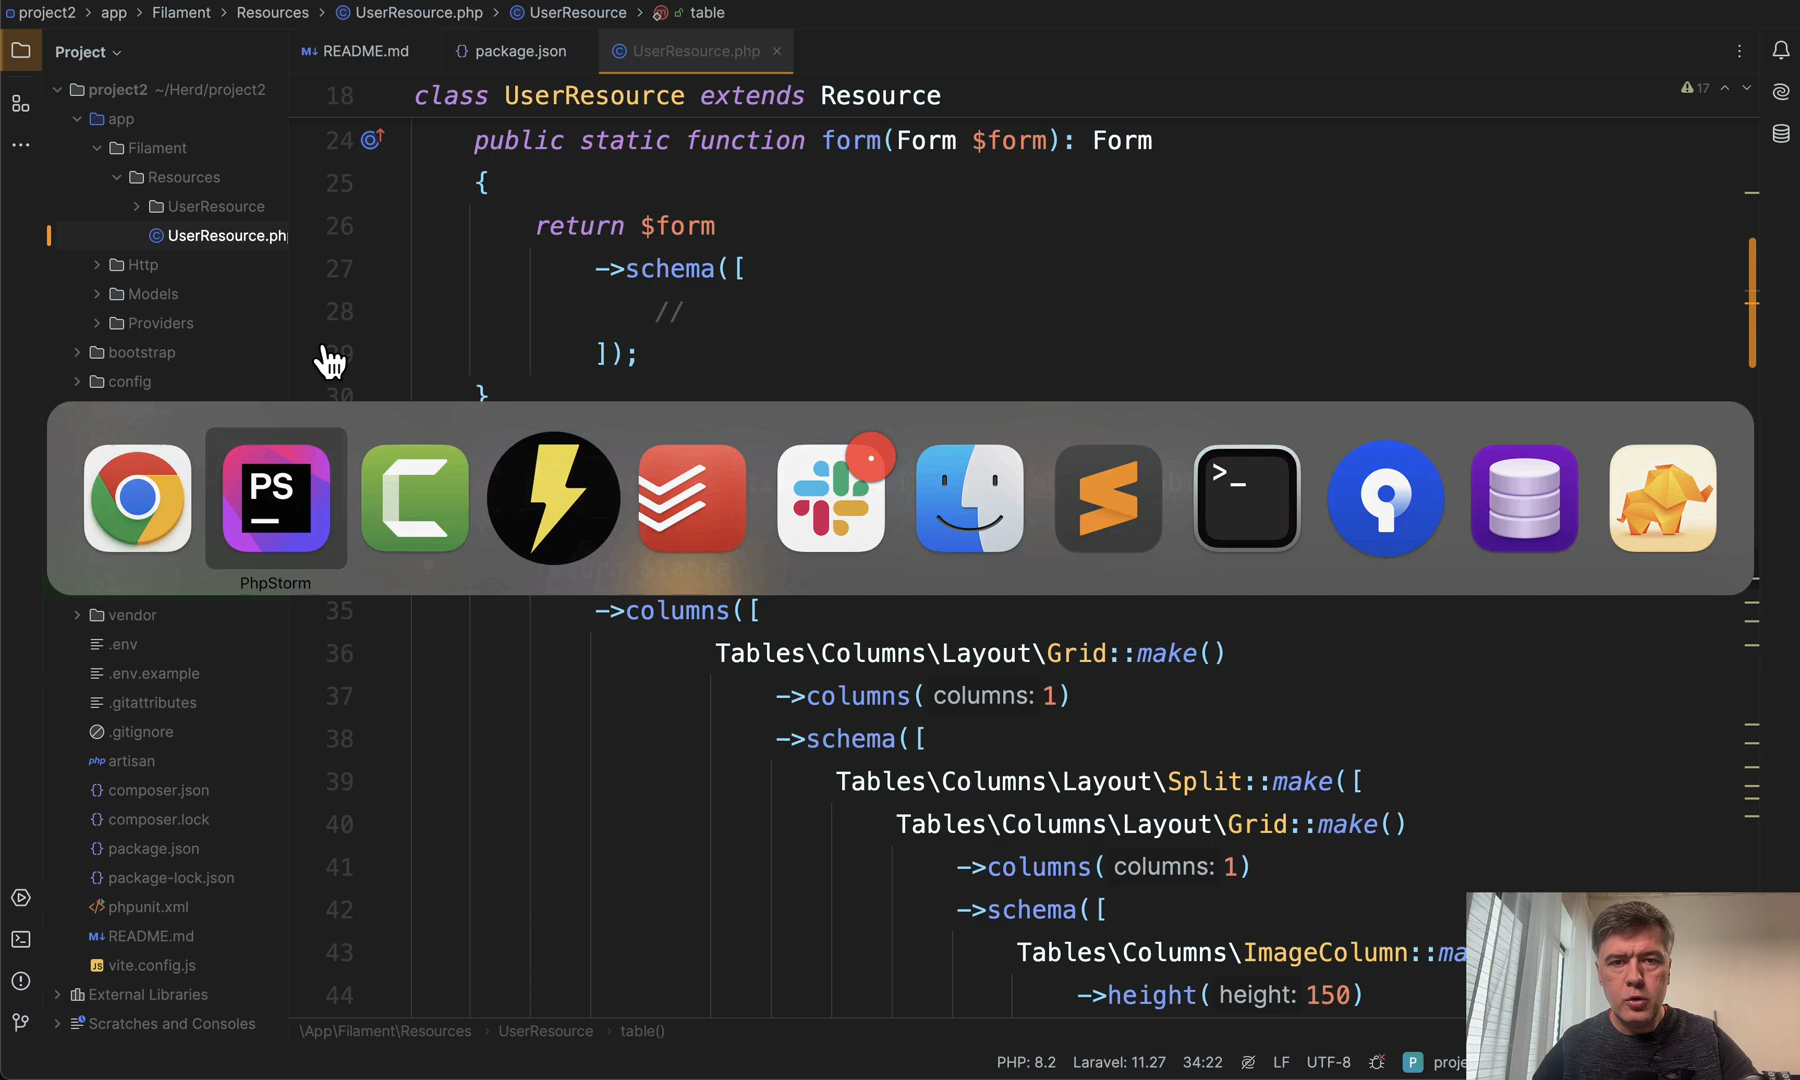 project2 > app > Filament > Resources > UserResource.php > UserResource > table
Project
README.md
package.json
UserResource.php
project2 ~/Herd/project2
app
Filament
Resources
UserResource
UserResource.ph
Http
Models
Providers
bootstrap
config
vendor
.env
.env.example
.gitattributes
.gitignore
artisan
composer.json
composer.lock
package.json
package-lock.json
phpunit.xml
README.md
vite.config.js
External Libraries
Scratches and Consoles
17
18 class UserResource extends Resource
24 public static function form(Form $form): Form
25 {
26 return $form
27 ->schema([
28 //
29 ]);
30 }
PS
PhpStorm
return $table
35 ->columns([
36 Tables\Columns\Layout\Grid::make()
37 ->columns( columns: 1)
38 ->schema([
39 Tables\Columns\Layout\Split::make([
40 Tables\Columns\Layout\Grid::make()
41 ->columns( columns: 1)
42 ->schema([
43 Tables\Columns\ImageColumn::ma
44 ->height( height: 150)
\App\Filament\Resources > UserResource > table()
PHP: 8.2 Laravel: 11.27 34:22 LF UTF-8 P proje